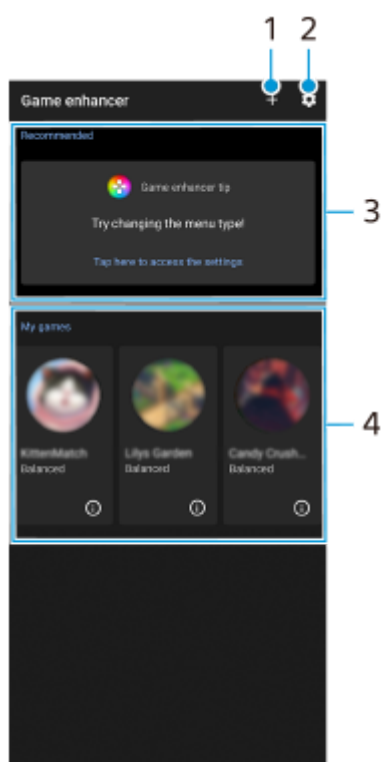 1 2
Game enhancer
Recommended
Game enhancer tip
3
Try changing the menu type!
Tap here to access the settings
My games
4
KittenMatch Lilys Garden Candy Crush...
Balanced Balanced Balanced